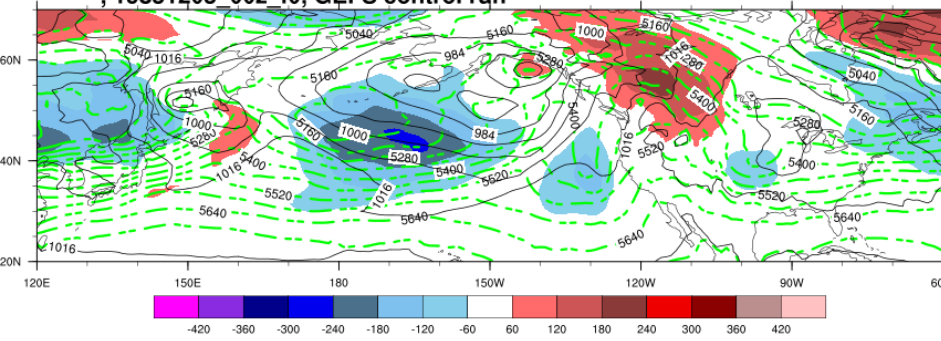 GEPS control run
5040 5160 1000 5160
5040 1016 984 5280 1016 5280
60N 5160 5160 5040
5400 5400 5160
1000 5160 1000 984 5280
5280 1016 5520
40N 5400 5280 5400 5400
1016 5520
5520 1016 5520
5640 5640 5640
1016 5640
20N
120E 150E 180 150W 120W 90W
-420 -360 -300 -240 -180 -120 -60 60 120 180 240 300 360 420